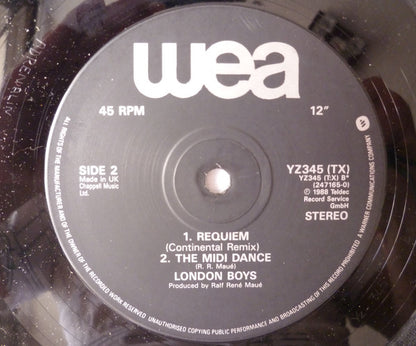 wea
45 RPM
12"
SIDE 2
Made in UK
Chappell Music
Ltd.
YZ345 (TX)
YZ345 (TX) B*
(247165-0)
℗ 1988 Teldec
Record Service
GmbH
STEREO
1. REQUIEM
(Continental Remix)
2. THE MIDI DANCE
(R. R. Maué)
LONDON BOYS
Produced by Ralf René Maué
ALL RIGHTS OF THE MANUFACTURER AND OF THE OWNER OF THE RECORDED WORK RESERVED UNAUTHORISED COPYING PUBLIC PERFORMANCE AND BROADCASTING OF THIS RECORD PROHIBITED A WARNER COMMUNICATIONS COMPANY.